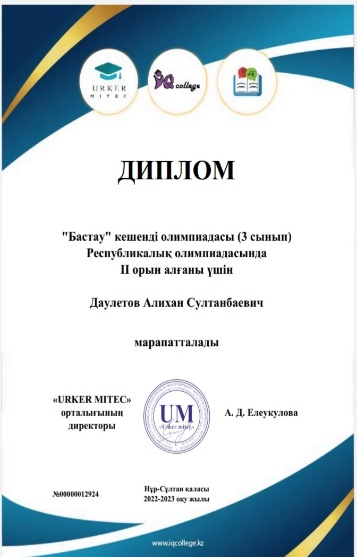 URKER
MITEC
IQ college
ДИПЛОМ
"Бастау" кешенді олимпиадасы (3 сынып)
Республикалық олимпиадасында
II орын алғаны үшін
Даулетов Алихан Султанбаевич
марапатталады
«URKER MITEC»
орталығының
директоры
UM
«Urker mitec»
А. Д. Елеукулова
№00000012924
Нұр-Сұлтан қаласы
2022-2023 оқу жылы
www.iqcollege.kz